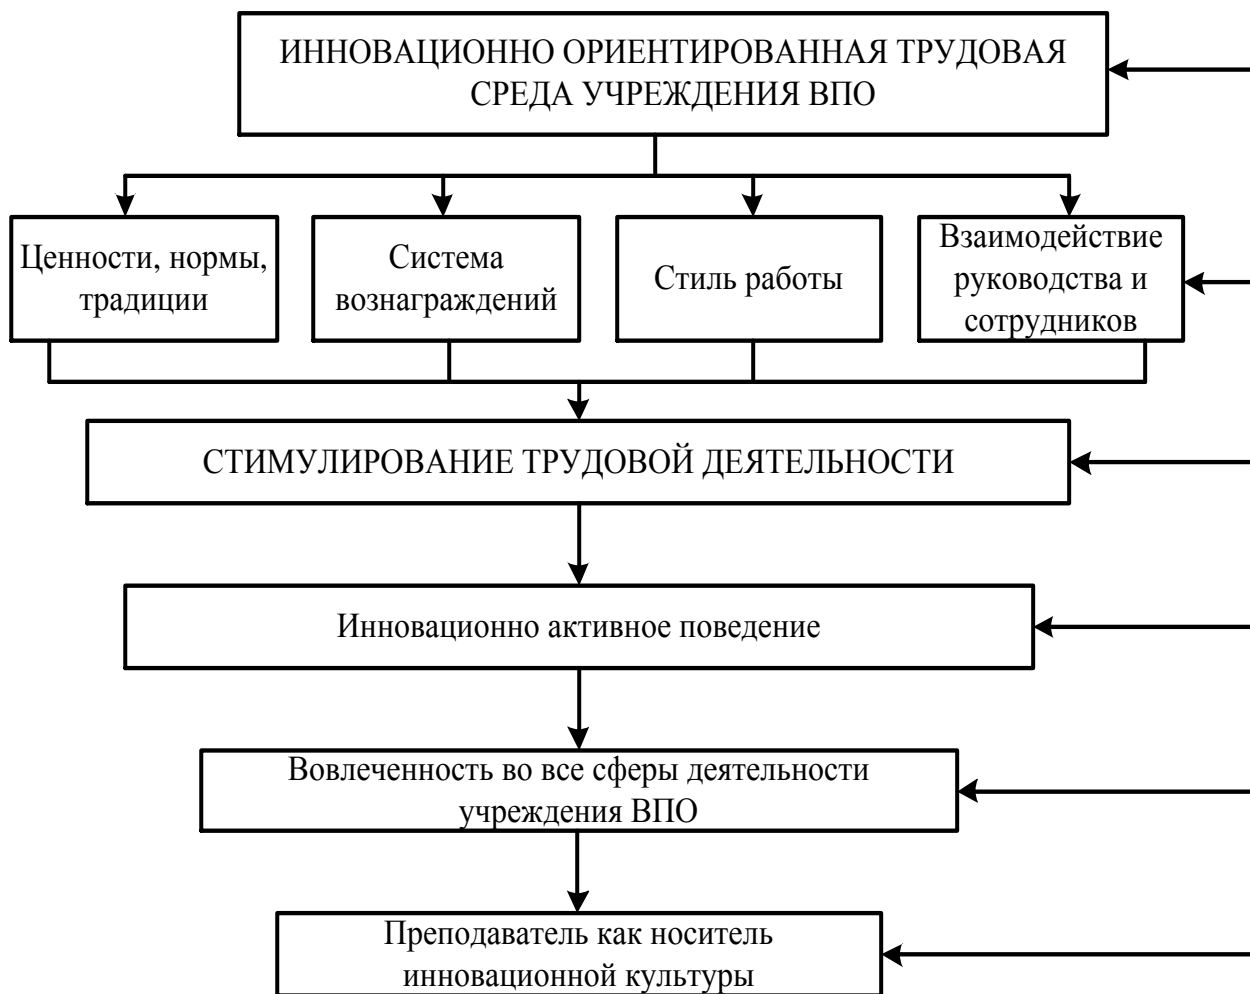 ИННОВАЦИОННО ОРИЕНТИРОВАННАЯ ТРУДОВАЯ
СРЕДА УЧРЕЖДЕНИЯ ВПО
Ценности, нормы,
традиции
Система
вознаграждений
Стиль работы
Взаимодействие
руководства и
сотрудников
СТИМУЛИРОВАНИЕ ТРУДОВОЙ ДЕЯТЕЛЬНОСТИ
Инновационно активное поведение
Вовлеченность во все сферы деятельности
учреждения ВПО
Преподаватель как носитель
инновационной культуры